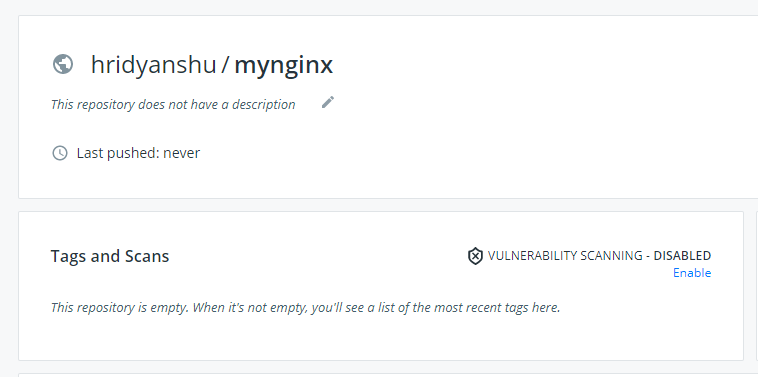 hridyanshu / mynginx
This repository does not have a description
Last pushed: never
Tags and Scans
VULNERABILITY SCANNING - DISABLED
Enable
This repository is empty. When it's not empty, you'll see a list of the most recent tags here.